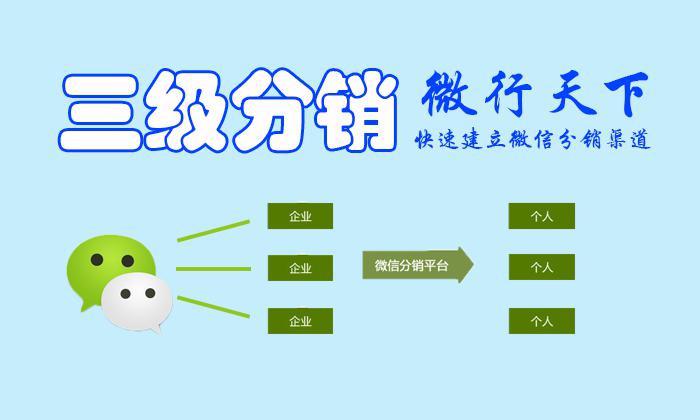 三级分销
微行天下
快速建立微信分销渠道
企业
个人
企业
微信分销平台
个人
企业
个人